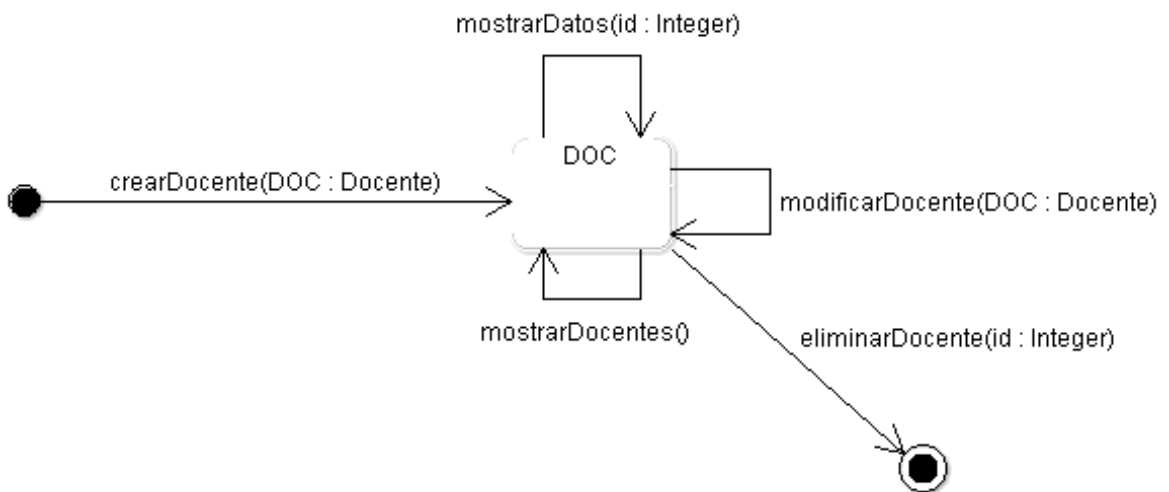 mostrarDatos(id : Integer)
DOC
crearDocente(DOC : Docente)
modificarDocente(DOC : Docente)
mostrarDocentes()
eliminarDocente(id : Integer)